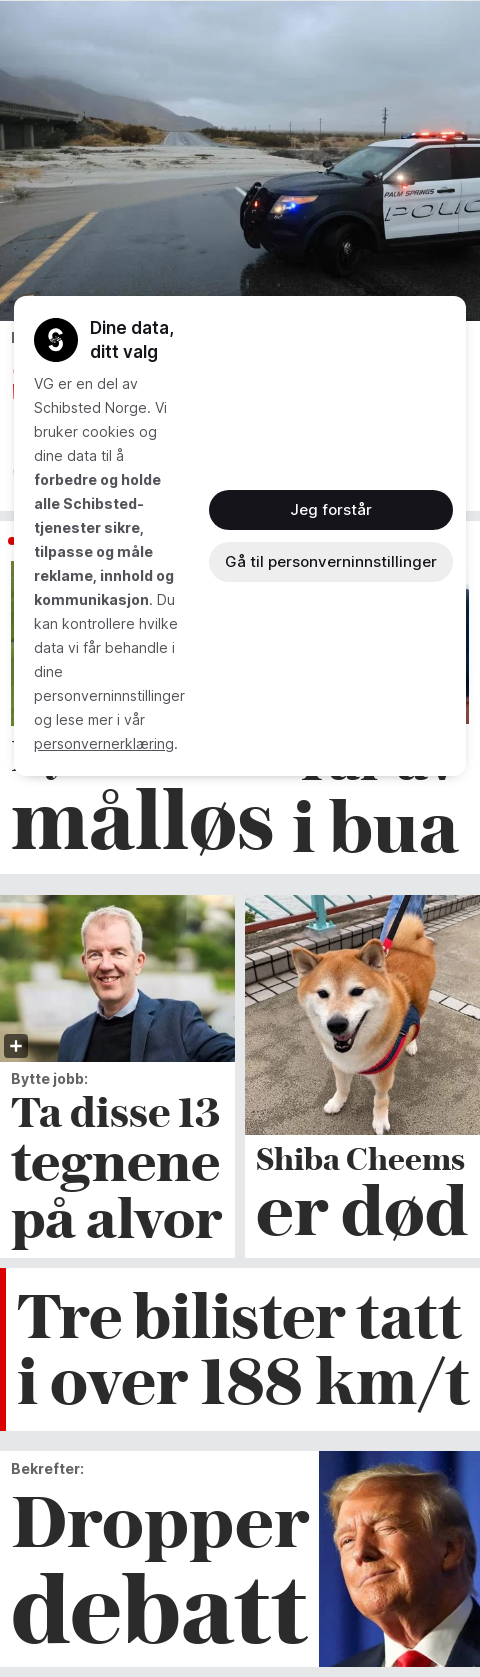 PALM SPRINGS
POLIC
Dine data,
ditt valg
VG er en del av
Schibsted Norge. Vi
bruker cookies og
dine data til å
forbedre og holde
alle Schibsted-
tjenester sikre,
tilpasse og måle
reklame, innhold og
kommunikasjon. Du
kan kontrollere hvilke
data vi får behandle i
dine
personverninnstillinger
og lese mer i vår
personvernerklæring.
Jeg forstår
Gå til personverninnstillinger
målløs
i bua
Bytte jobb:
Ta disse 13
tegnene
på alvor
Shiba Cheems
er død
Tre bilister tatt
i over 188 km/t
Bekrefter:
Dropper
debatt